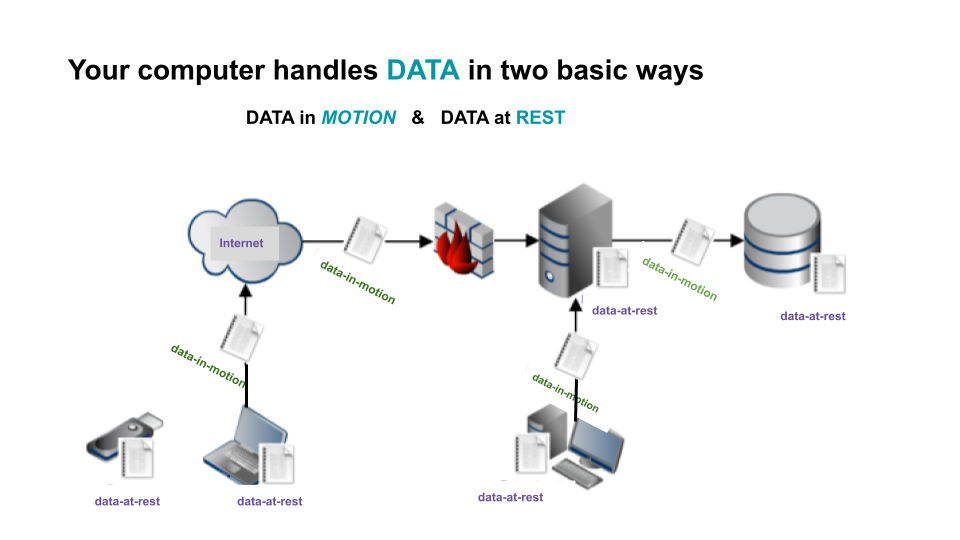 Your computer handles DATA in two basic ways
DATA in MOTION & DATA at REST
Internet
data-in-motion
data-in-motion
data-at-rest
data-at-rest
data-in-motion
data-in-motion
data-at-rest
data-at-rest
data-at-rest